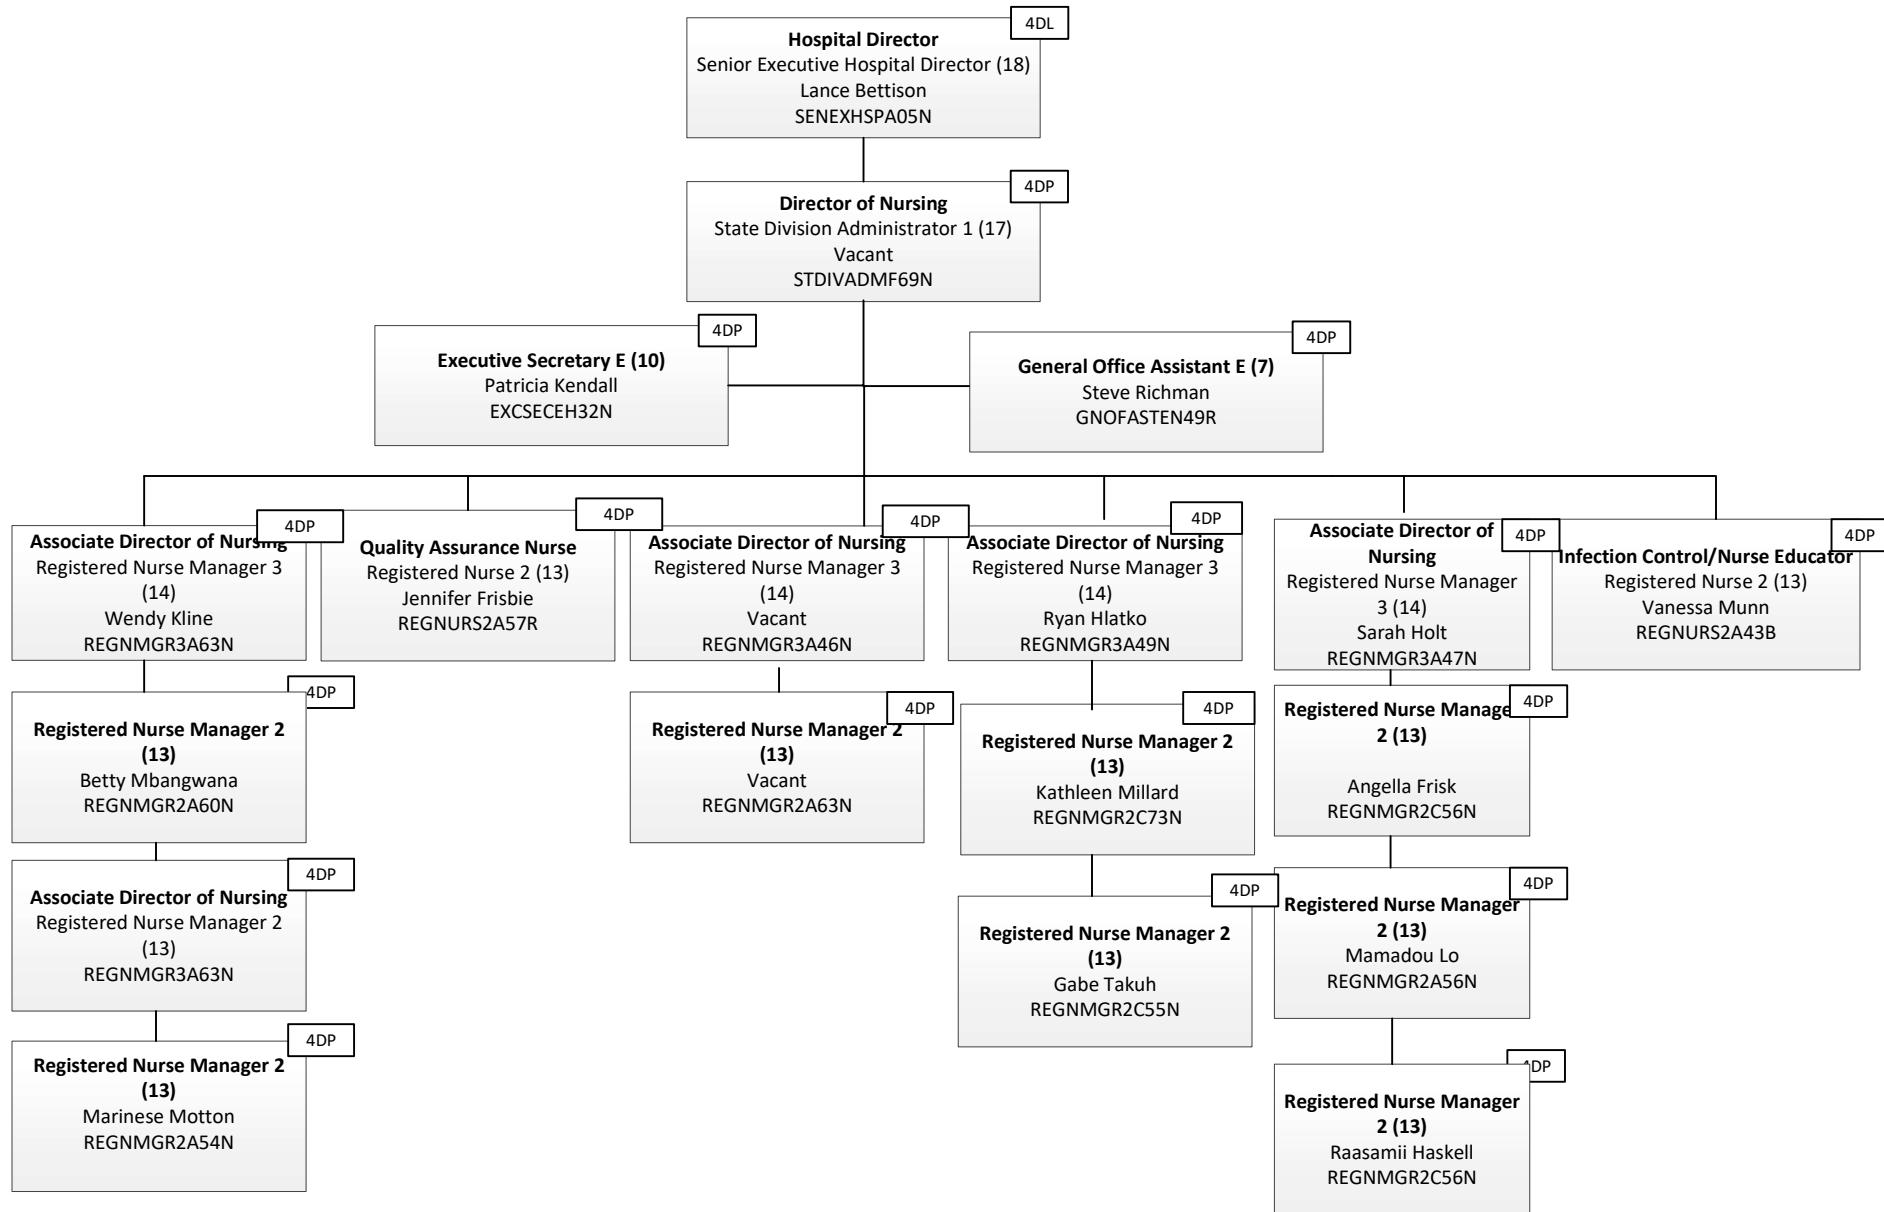 4DL
Hospital Director
Senior Executive Hospital Director (18)
Lance Bettison
SENEXHSPA05N
4DP
Director of Nursing
State Division Administrator 1 (17)
Vacant
STDIVADMF69N
4DP
Executive Secretary E (10)
Patricia Kendall
EXCSECEH32N
4DP
General Office Assistant E (7)
Steve Richman
GNOFASTEN49R
4DP
Associate Director of Nursing
Registered Nurse Manager 3
(14)
Wendy Kline
REGNMGR3A63N
4DP
Quality Assurance Nurse
Registered Nurse 2 (13)
Jennifer Frisbie
REGNURS2A57R
4DP
Associate Director of Nursing
Registered Nurse Manager 3
(14)
Vacant
REGNMGR3A46N
4DP
Associate Director of Nursing
Registered Nurse Manager 3
(14)
Ryan Hlatko
REGNMGR3A49N
4DP
Associate Director of
Nursing
Registered Nurse Manager
3 (14)
Sarah Holt
REGNMGR3A47N
4DP
Infection Control/Nurse Educator
Registered Nurse 2 (13)
Vanessa Munn
REGNURS2A43B
4DP
Registered Nurse Manager 2
(13)
Betty Mbangwana
REGNMGR2A60N
4DP
Registered Nurse Manager 2
(13)
Vacant
REGNMGR2A63N
4DP
Registered Nurse Manager 2
(13)
Kathleen Millard
REGNMGR2C73N
4DP
Registered Nurse Manager
2 (13)
Angella Frisk
REGNMGR2C56N
4DP
Associate Director of Nursing
Registered Nurse Manager 2
(13)
REGNMGR3A63N
4DP
Registered Nurse Manager 2
(13)
Gabe Takuh
REGNMGR2C55N
4DP
Registered Nurse Manager
2 (13)
Mamadou Lo
REGNMGR2A56N
4DP
Registered Nurse Manager 2
(13)
Marinese Motton
REGNMGR2A54N
4DP
Registered Nurse Manager
2 (13)
Raasamii Haskell
REGNMGR2C56N